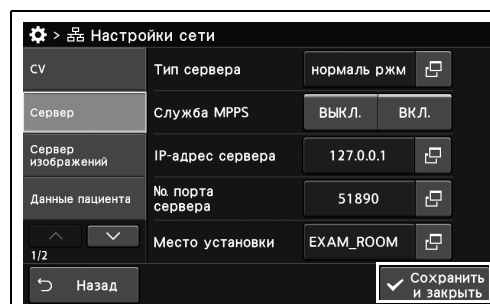 > Настройки сети
CV
Тип сервера
нормаль ржм
Сервер
Служба MPPS
ВЫКЛ.
ВКЛ.
Сервер
изображений
IP-адрес сервера
127.0.0.1
Данные пациента
No. порта
сервера
51890
1/2
Место установки
EXAM_ROOM
Назад
Сохранить
и закрыть